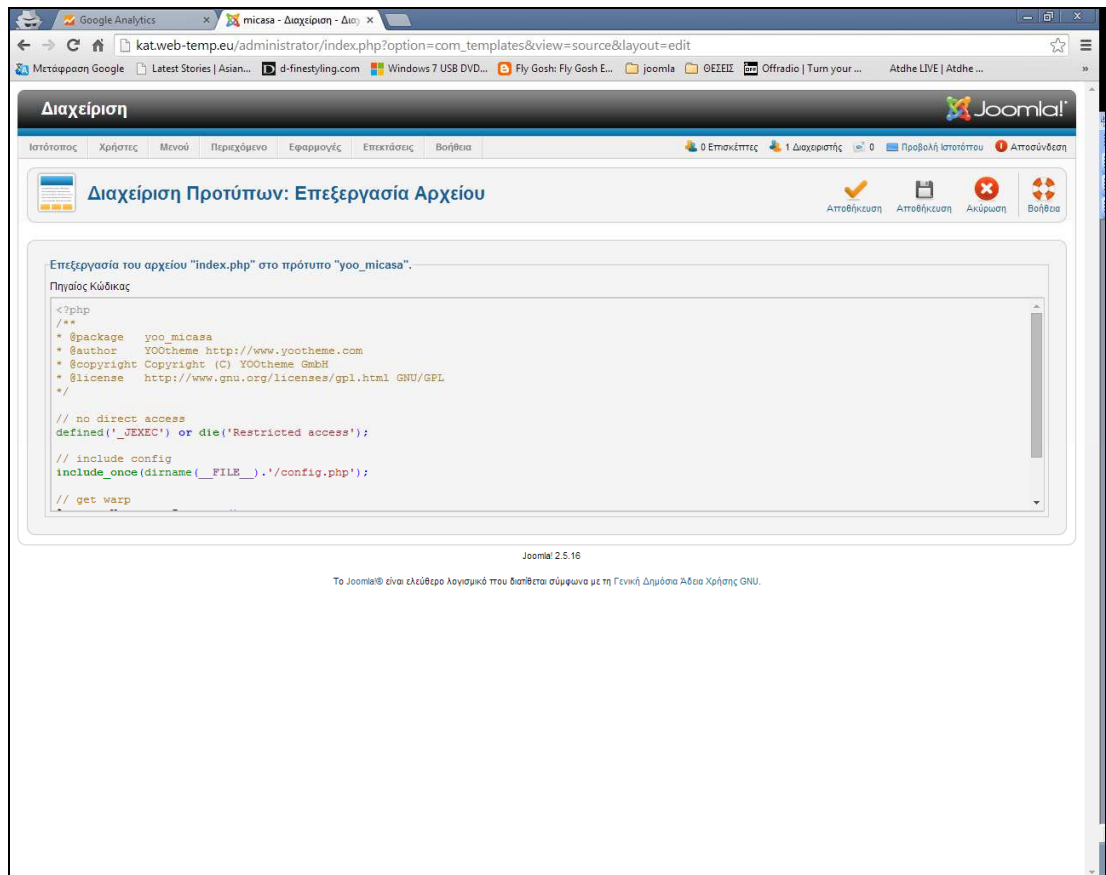 Google Analytics × micasa - Διαχείριση - Δια ×
kat.web-temp.eu/administrator/index.php?option=com_templates&view=source&layout=edit
Μετάφραση Google Latest Stories | Asian... d-finestyling.com Windows 7 USB DVD... Fly Gosh: Fly Gosh E... joomla ΘΕΣΕΙΣ Offradio | Turn your ... Atdhe LIVE | Atdhe ... »
Διαχείριση Joomla!
Ιστότοπος Χρήστες Μενού Περιεχόμενο Εφαρμογές Επεκτάσεις Βοήθεια 0 Επισκέπτες 1 Διαχειριστής 0 Προβολή Ιστοτόπου Αποσύνδεση
Διαχείριση Προτύπων: Επεξεργασία Αρχείου
Αποθήκευση Αποθήκευση Ακύρωση Βοήθεια
Επεξεργασία του αρχείου "index.php" στο πρότυπο "yoo_micasa".
Πηγαίος Κώδικας
<?php
/**
* @package yoo_micasa
* @author YOOtheme http://www.yootheme.com
* @copyright Copyright (C) YOOtheme GmbH
* @license http://www.gnu.org/licenses/gpl.html GNU/GPL
*/
// no direct access
defined('_JEXEC') or die('Restricted access');
// include config
include_once(dirname(__FILE__).'/config.php');
// get warp
Joomla! 2.5.16
Το Joomla!® είναι ελεύθερο λογισμικό που διατίθεται σύμφωνα με τη Γενική Δημόσια Άδεια Χρήσης GNU.